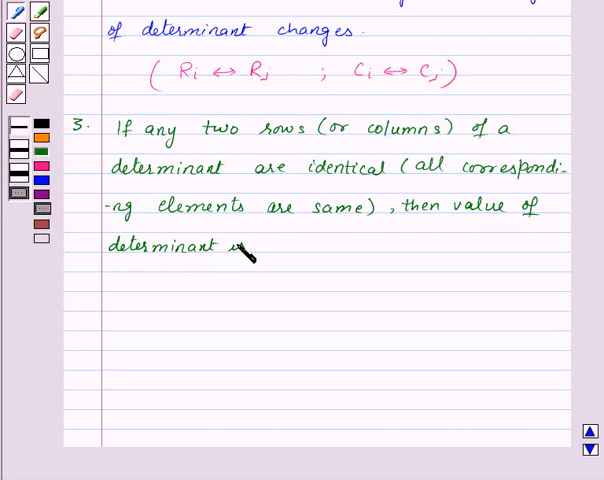 of determinant changes.
( Ri ↔ Rj ; Ci ↔ Cj )
3. If any two rows (or columns) of a
determinant are identical (all correspondi-
-ng elements are same), then value of
determinant